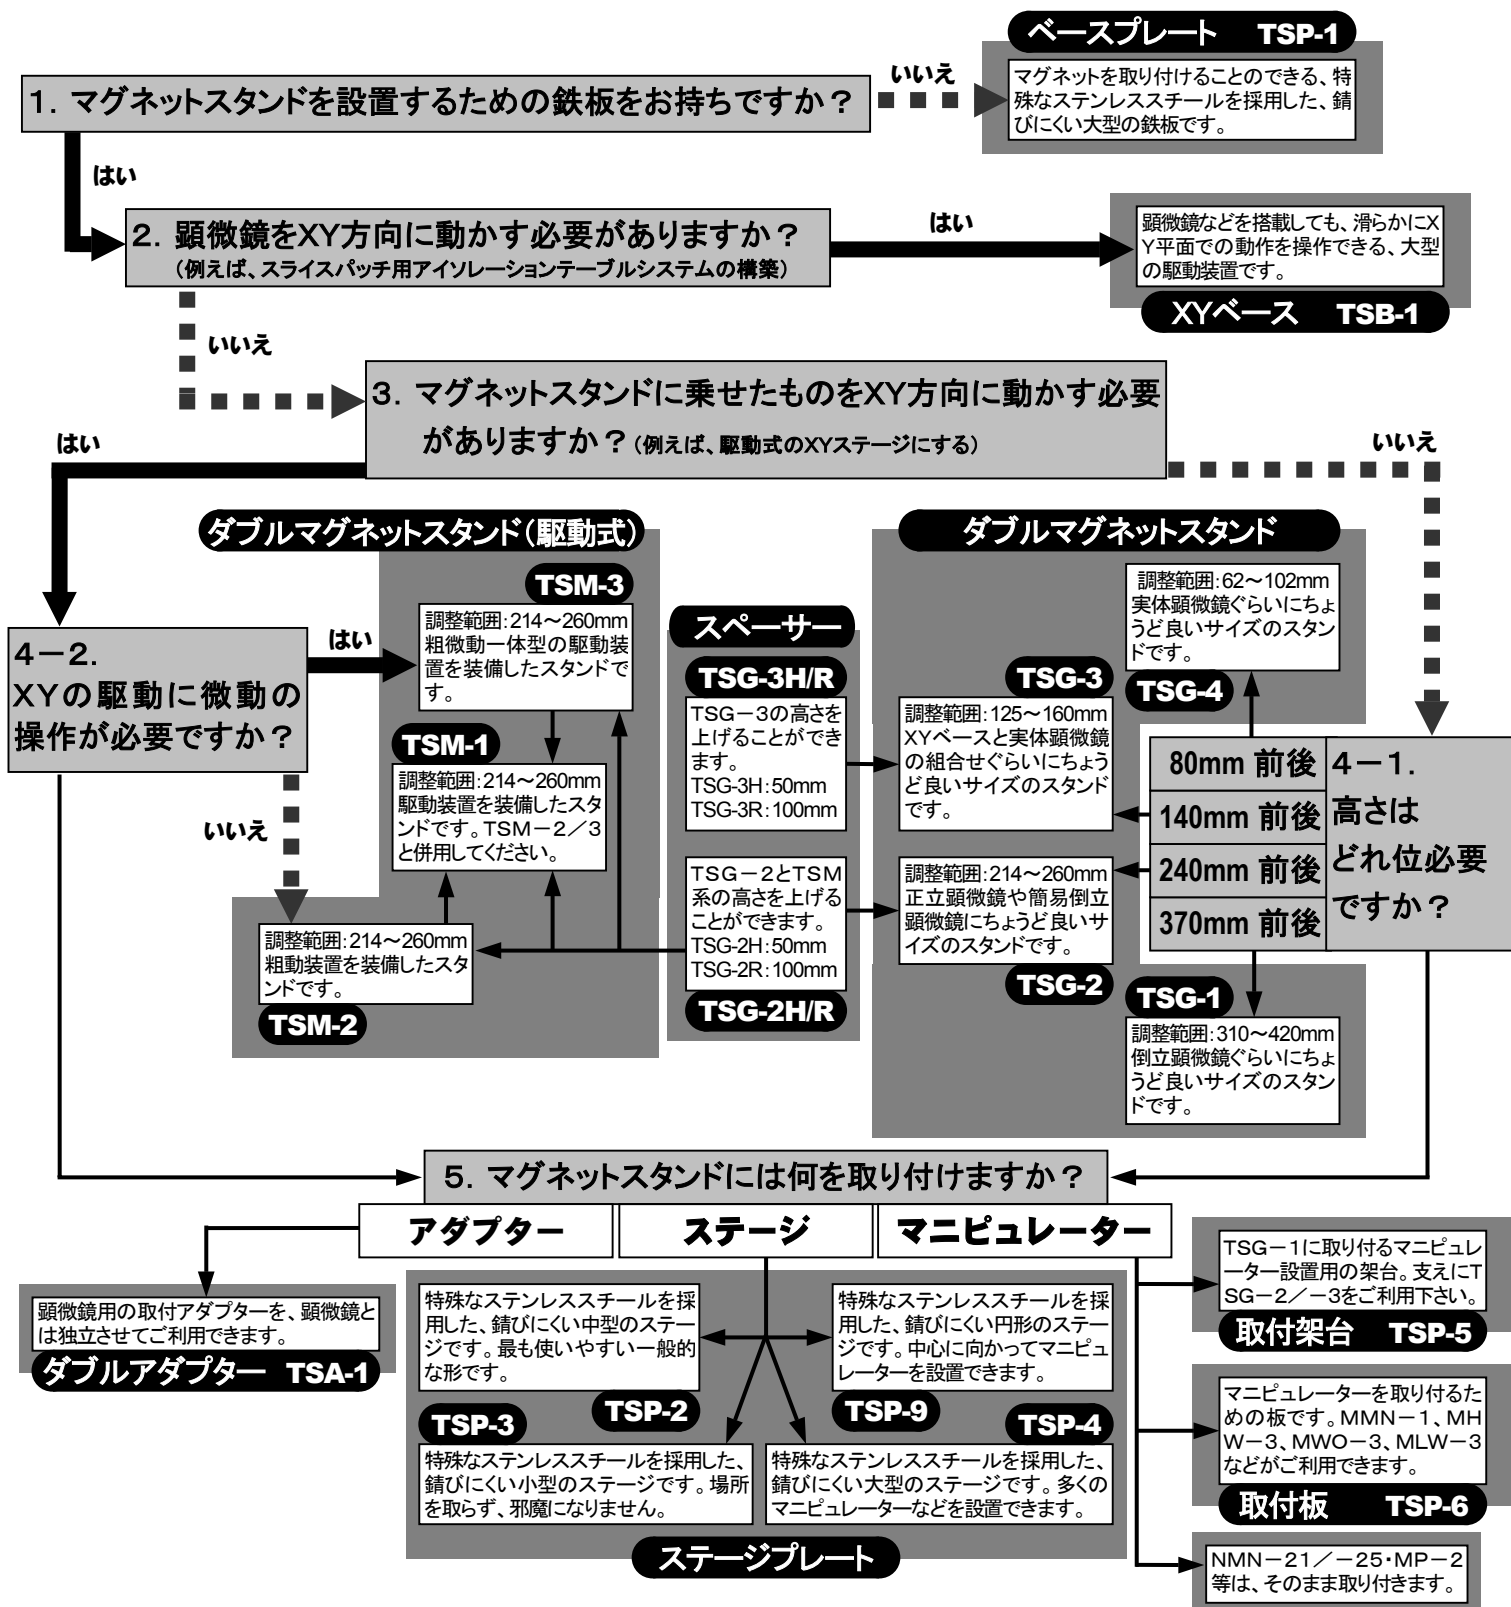 ベースプレート TSP-1
マグネットを取り付けることのできる、特
殊なステンレススチールを採用した、錆
びにくい大型の鉄板です。
いいえ
1．マグネットスタンドを設置するための鉄板をお持ちですか？
はい
2．顕微鏡をXY方向に動かす必要がありますか？
（例えば、スライスパッチ用アイソレーションテーブルシステムの構築）
はい
顕微鏡などを搭載しても、滑らかにX
Y平面での動作を操作できる、大型
の駆動装置です。
XYベース TSB-1
いいえ
3．マグネットスタンドに乗せたものをXY方向に動かす必要
がありますか？（例えば、駆動式のXYステージにする）
はい
いいえ
ダブルマグネットスタンド（駆動式）
TSM-3
調整範囲：214～260mm
粗微動一体型の駆動装
置を装備したスタンドで
す。
4－2．
XYの駆動に微動の
操作が必要ですか？
はい
いいえ
TSM-1
調整範囲：214～260mm
駆動装置を装備したスタ
ンドです。TSM－2／3
と併用してください。
調整範囲：214～260mm
粗動装置を装備したスタ
ンドです。
TSM-2
スペーサー
TSG-3H/R
TSG－3の高さを
上げることができ
ます。
TSG-3H：50mm
TSG-3R：100mm
TSG－2とTSM
系の高さを上げる
ことができます。
TSG-2H：50mm
TSG-2R：100mm
TSG-2H/R
ダブルマグネットスタンド
調整範囲：62～102mm
実体顕微鏡ぐらいにちょ
うど良いサイズのスタン
ドです。
TSG-4
TSG-3
調整範囲：125～160mm
XYベースと実体顕微鏡
の組合せぐらいにちょう
ど良いサイズのスタンド
です。
調整範囲：214～260mm
正立顕微鏡や簡易倒立
顕微鏡にちょうど良いサ
イズのスタンドです。
TSG-2
TSG-1
調整範囲：310～420mm
倒立顕微鏡ぐらいにちょ
うど良いサイズのスタン
ドです。
80mm 前後
140mm 前後
240mm 前後
370mm 前後
4－1．
高さは
どれ位必要
ですか？
5．マグネットスタンドには何を取り付けますか？
アダプター
ステージ
マニピュレーター
顕微鏡用の取付アダプターを、顕微鏡と
は独立させてご利用できます。
ダブルアダプター TSA-1
特殊なステンレススチールを採
用した、錆びにくい中型のステー
ジです。最も使いやすい一般的
な形です。
TSP-2
特殊なステンレススチールを採
用した、錆びにくい円形のステー
ジです。中心に向かってマニピュ
レーターを設置できます。
TSP-9
TSP-3
特殊なステンレススチールを採用した、
錆びにくい小型のステージです。場所
を取らず、邪魔になりません。
TSP-4
特殊なステンレススチールを採用した、
錆びにくい大型のステージです。多くの
マニピュレーターなどを設置できます。
ステージプレート
TSG－1に取り付るマニピュレ
ーター設置用の架台。支えにT
SG－2／－3をご利用下さい。
取付架台 TSP-5
マニピュレーターを取り付るた
めの板です。MMN－1、MH
W－3、MWO－3、MLW－3
などがご利用できます。
取付板 TSP-6
NMN－21／－25・MP－2
等は、そのまま取り付きます。